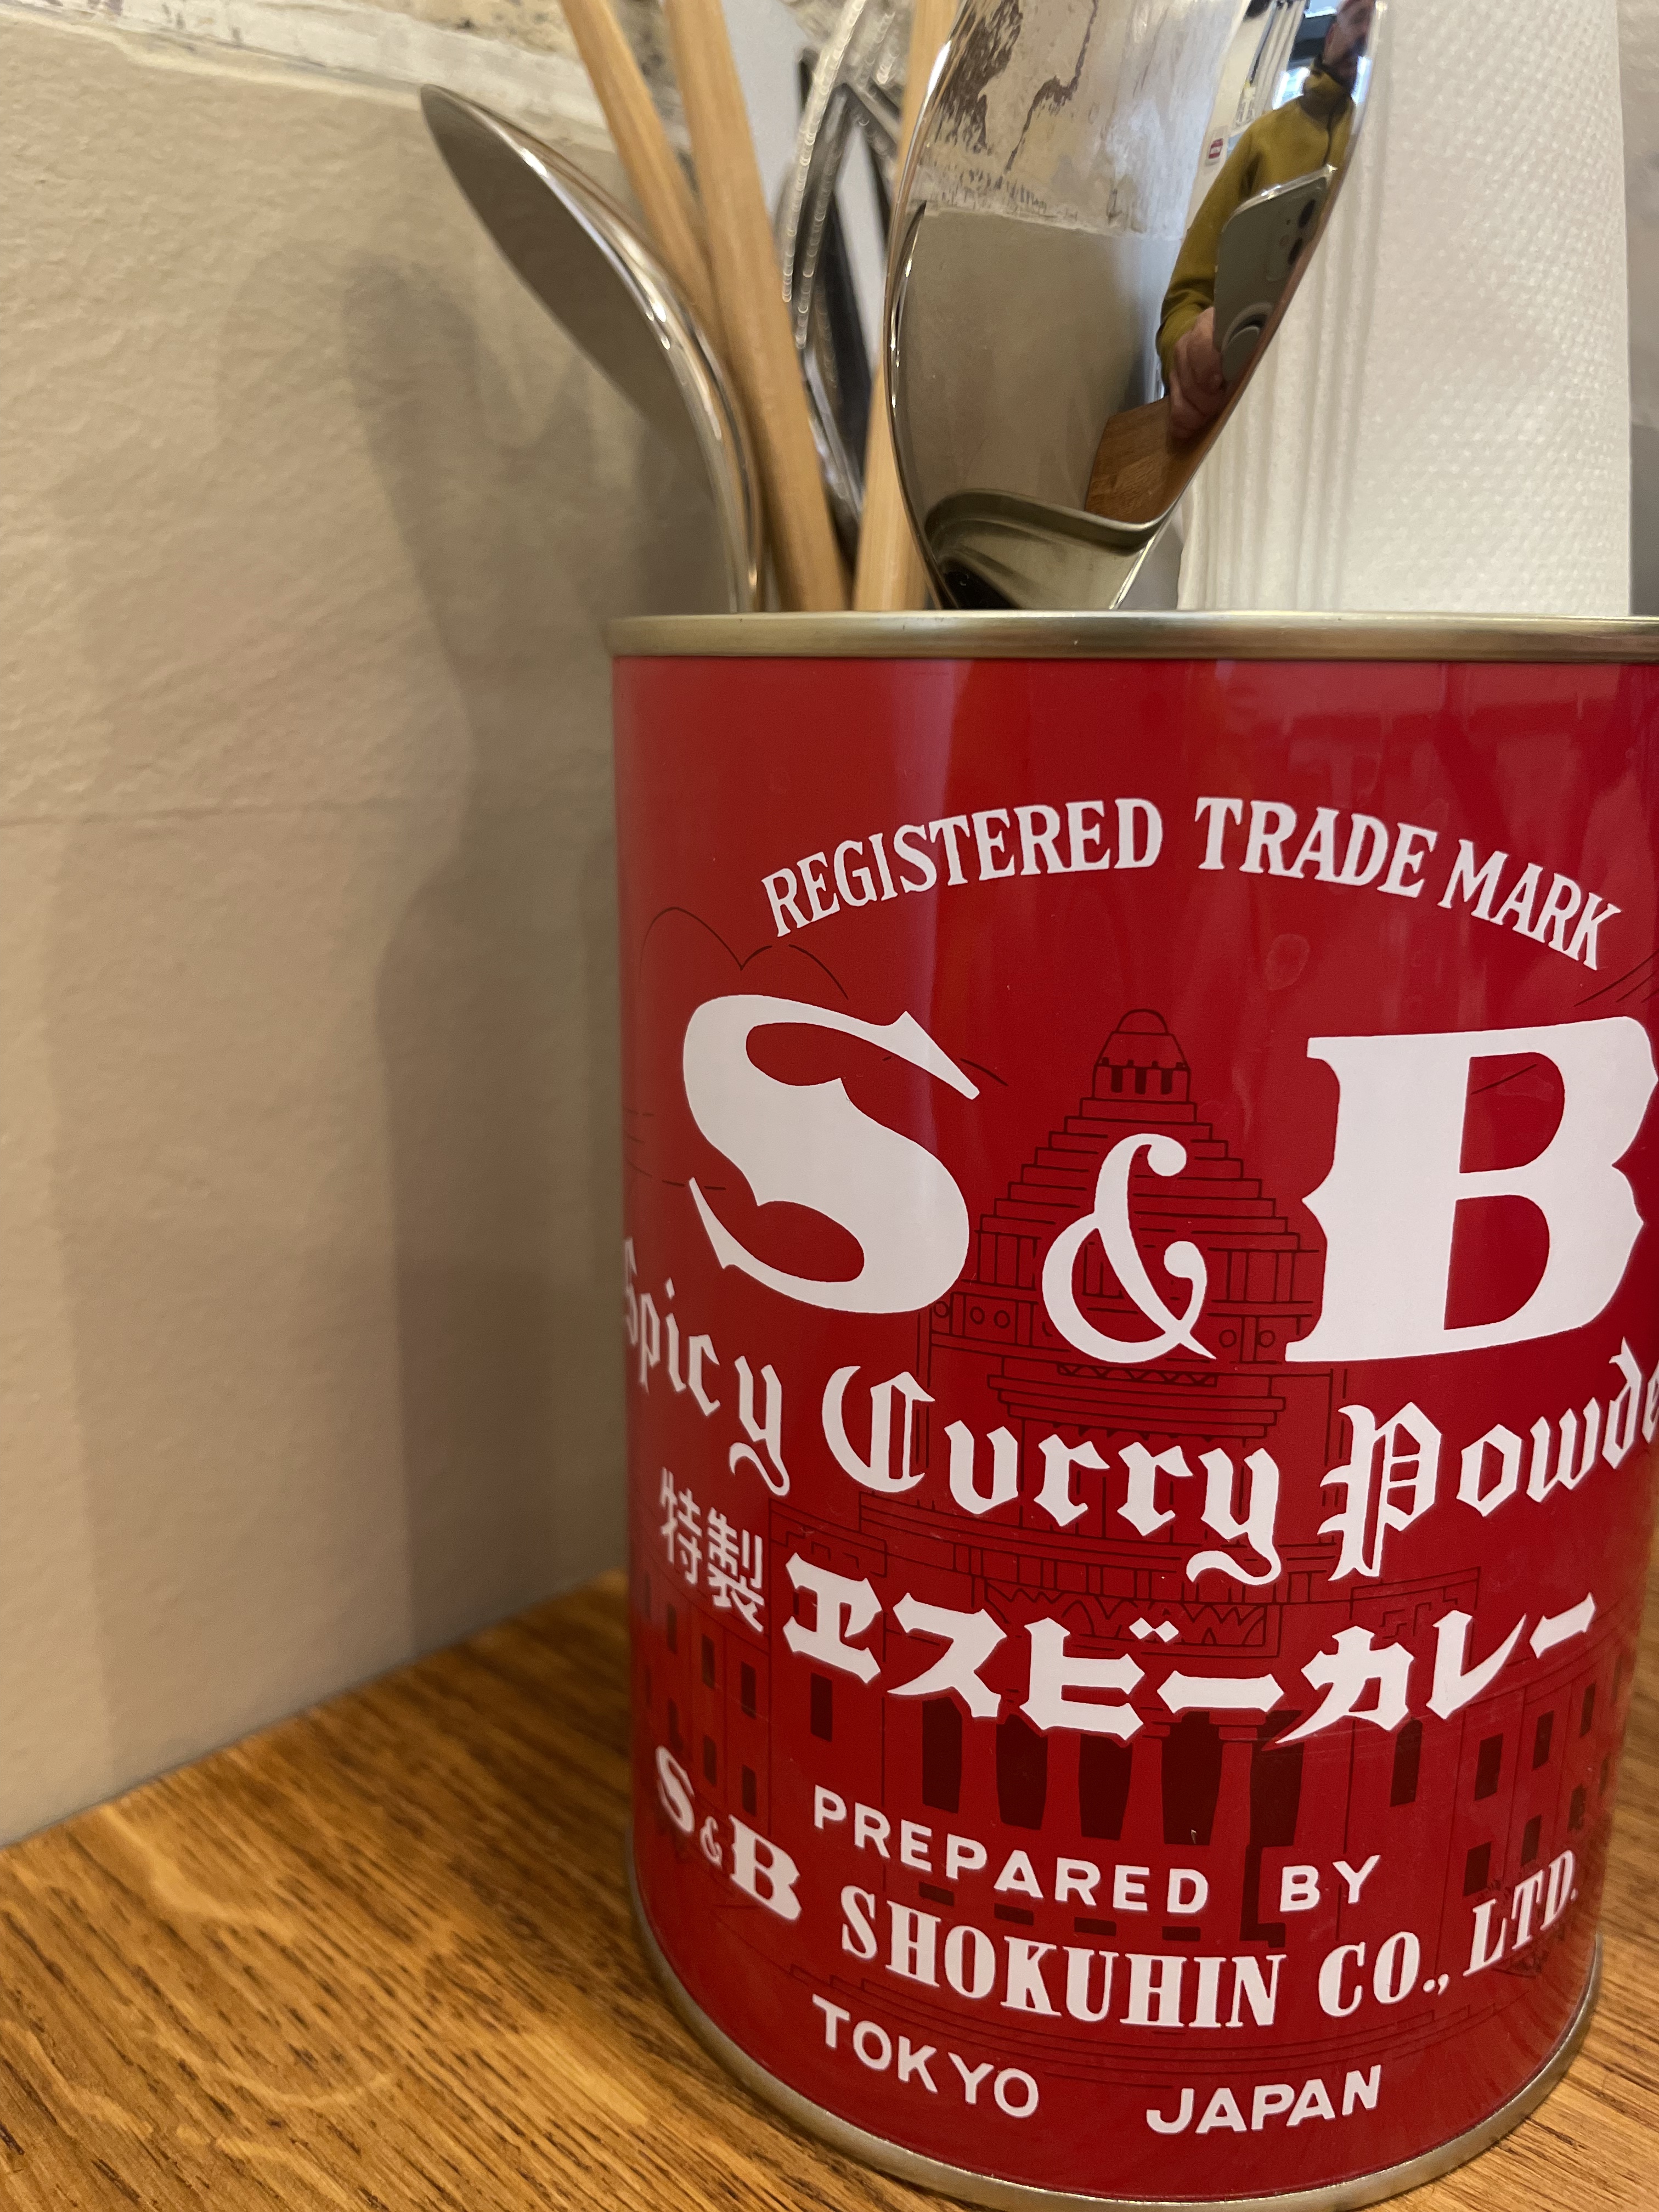 REGISTERED TRADE MARK
S & B
Spicy Curry Powde
特製 ヱスビーカレー
PREPARED BY
S&B SHOKUHIN CO., LTD.
TOKYO JAPAN